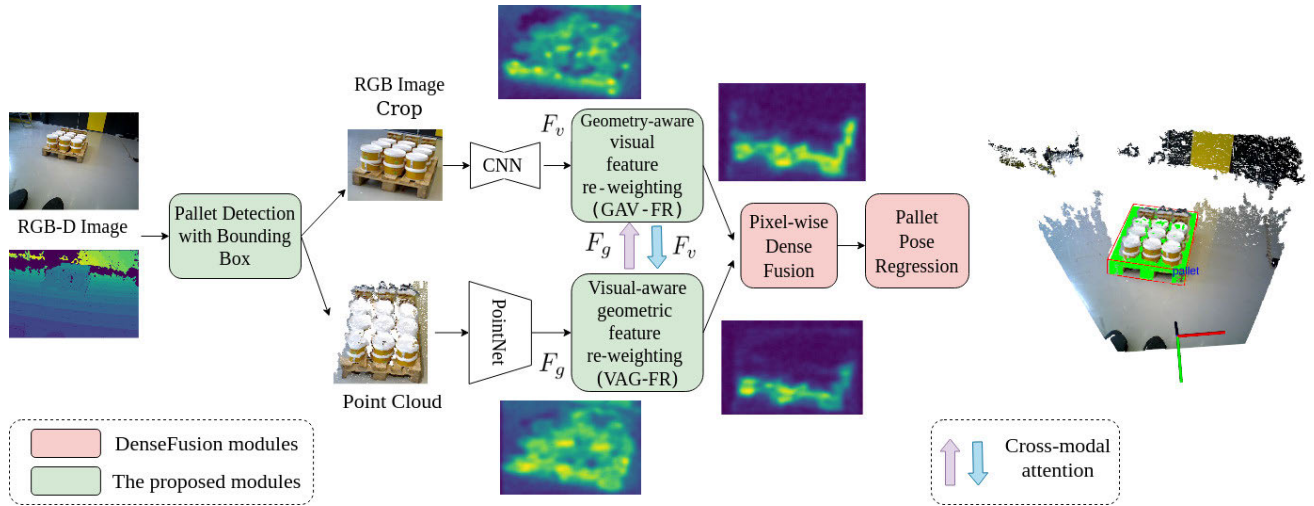 RGB-D Image
Pallet Detection
with Bounding
Box
RGB Image
Crop
Point Cloud
CNN
PointNet
F_v
F_g
Geometry-aware
visual
feature
re-weighting
(GAV-FR)
F_g
F_v
Visual-aware
geometric
feature
re-weighting
(VAG-FR)
Pixel-wise
Dense
Fusion
Pallet
Pose
Regression
pallet
DenseFusion modules
The proposed modules
Cross-modal
attention